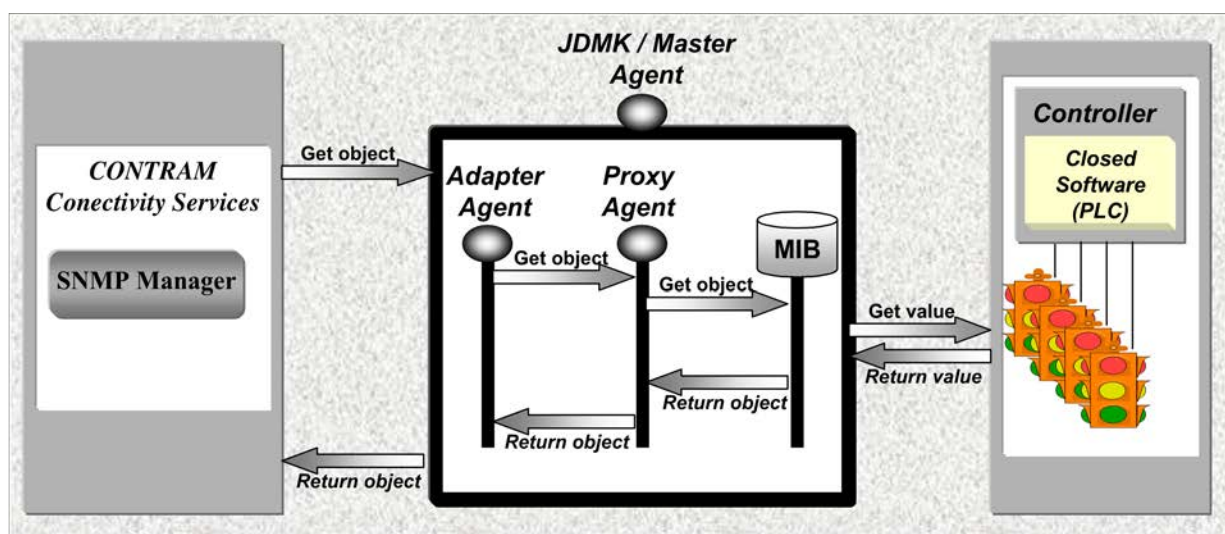 JDMK / Master
Agent
CONTRAM
Conectivity Services
SNMP Manager
Get object
Return object
Adapter
Agent
Proxy
Agent
MIB
Get object
Get object
Return object
Return object
Get value
Return value
Controller
Closed
Software
(PLC)